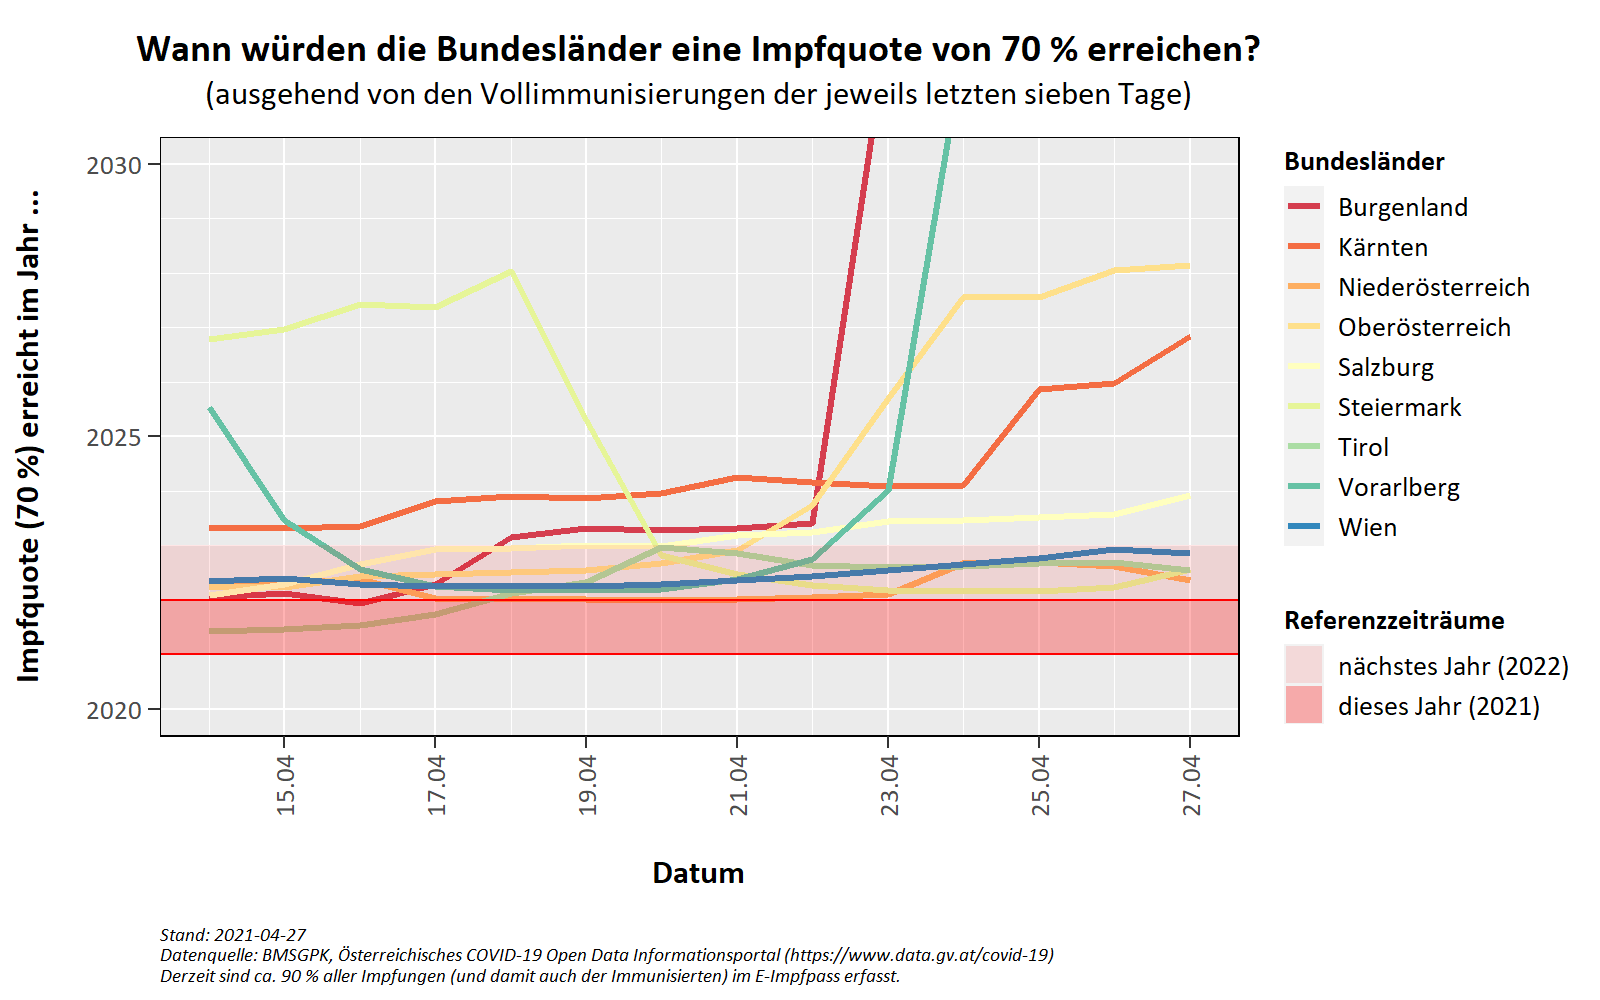 Wann würden die Bundesländer eine Impfquote von 70 % erreichen?
(ausgehend von den Vollimmunisierungen der jeweils letzten sieben Tage)
Impfquote (70 %) erreicht im Jahr ...
2030
2025
2020
15.04
17.04
19.04
21.04
23.04
25.04
27.04
Datum
Bundesländer
Burgenland
Kärnten
Niederösterreich
Oberösterreich
Salzburg
Steiermark
Tirol
Vorarlberg
Wien
Referenzzeiträume
nächstes Jahr (2022)
dieses Jahr (2021)
Stand: 2021-04-27
Datenquelle: BMSGPK, Österreichisches COVID-19 Open Data Informationsportal (https://www.data.gv.at/covid-19)
Derzeit sind ca. 90 % aller Impfungen (und damit auch der Immunisierten) im E-Impfpass erfasst.